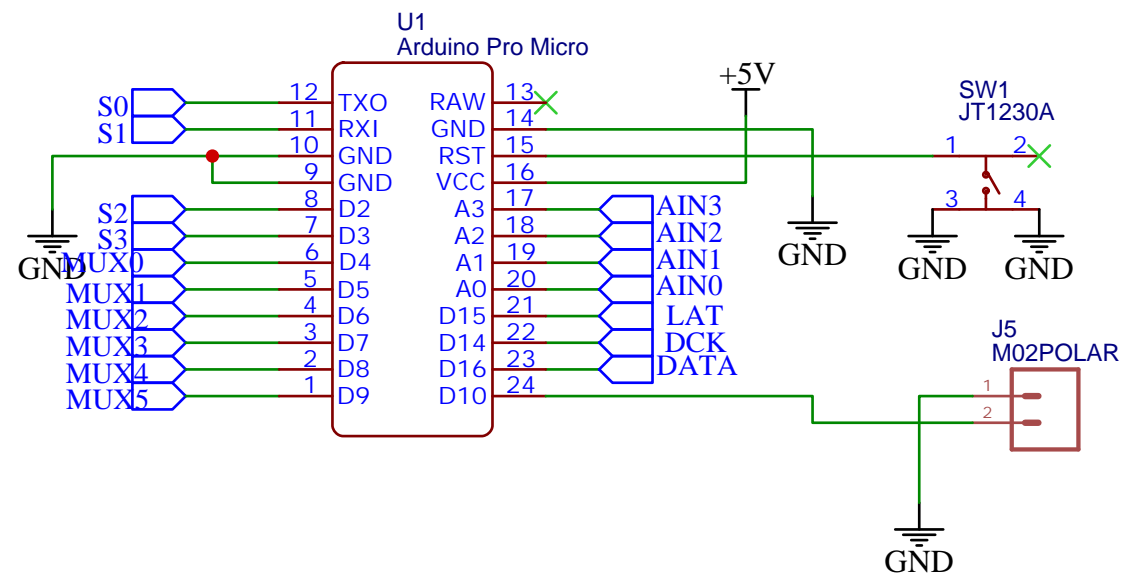 U1
Arduino Pro Micro
S0 12 TXO RAW 13
S1 11 RXI GND 14
10 GND RST 15
9 GND VCC 16
S2 8 D2 A3 17 AIN3
S3 7 D3 A2 18 AIN2
MUX0 6 D4 A1 19 AIN1
MUX1 5 D5 A0 20 AIN0
MUX2 4 D6 D15 21 LAT
MUX3 3 D7 D14 22 DCK
MUX4 2 D8 D16 23 DATA
MUX5 1 D9 D10 24
GND
+5V
GND
SW1
JT1230A
1 2
3 4
GND GND
J5
M02POLAR
1
2
GND